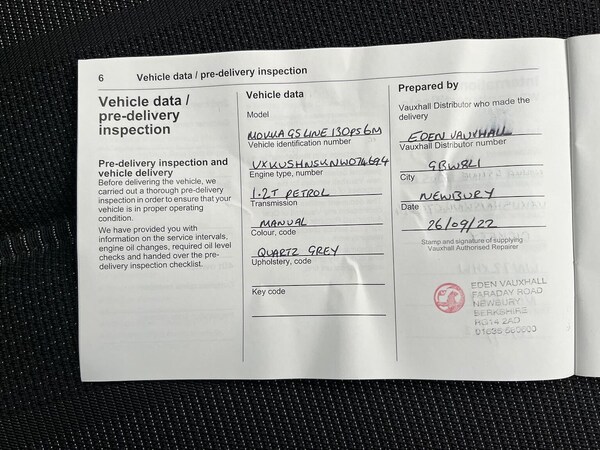 6 Vehicle data / pre-delivery inspection
Vehicle data /
pre-delivery
inspection
Pre-delivery inspection and
vehicle delivery
Before delivering the vehicle, we
carried out a thorough pre-delivery
inspection in order to ensure that your
vehicle is in proper operating
condition.
We have provided you with
information on the service intervals,
engine oil changes, required oil level
checks and handed over the pre-
delivery inspection checklist.
Vehicle data
Model
MOKKA GS LINE 130PS 6M
Vehicle identification number
Engine type, number
1.2T PETROL
Transmission
MANUAL
Colour, code
QUARTZ GREY
Upholstery, code
Key code
Prepared by
Vauxhall Distributor who made the
delivery
EDEN VAUXHALL
Vauxhall Distributor number
GBW8L1
City
NEWBURY
Date
26/09/22
Stamp and signature of supplying
Vauxhall Authorised Repairer
EDEN VAUXHALL
FARADAY ROAD
NEWBURY
BERKSHIRE
RG14 2AD